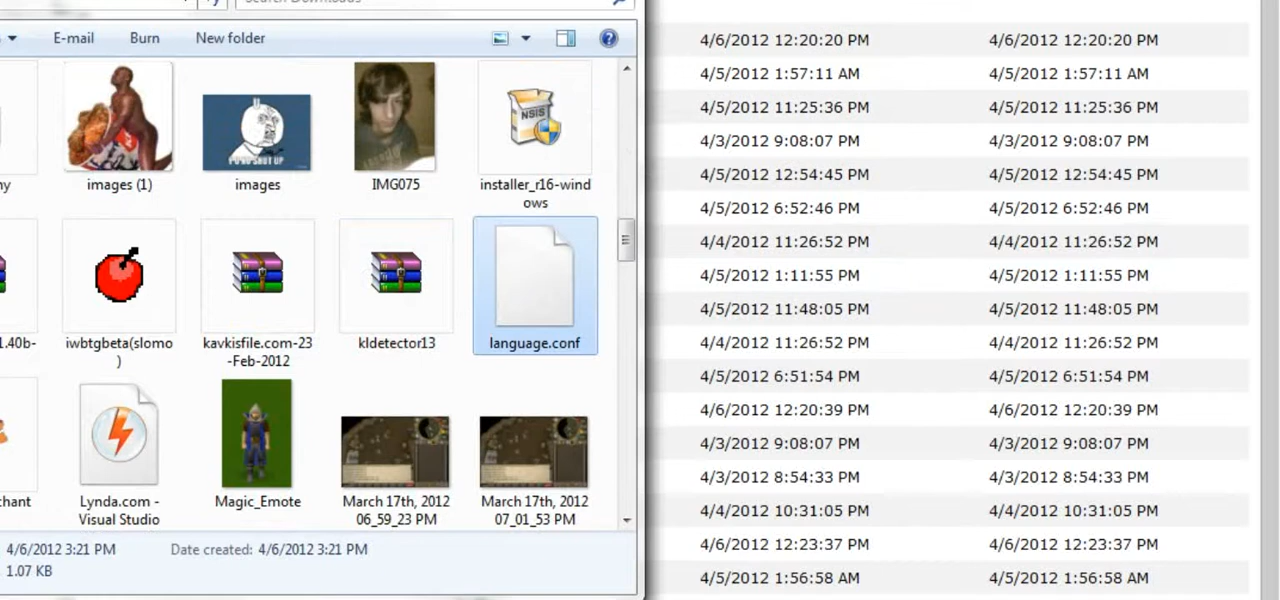 E-mail
Burn
New folder
images (1)
images
IMG075
installer_r16-wind
ows
NSIS
SHUT UP
iwbtgbeta(slomo
)
kavkisfile.com-23
-Feb-2012
kldetector13
language.conf
1.40b-
chant
Lynda.com -
Visual Studio
Magic_Emote
March 17th, 2012
06_59_23 PM
March 17th, 2012
07_01_53 PM
4/6/2012 3:21 PM
Date created: 4/6/2012 3:21 PM
1.07 KB
4/6/2012 12:20:20 PM 4/6/2012 12:20:20 PM
4/5/2012 1:57:11 AM 4/5/2012 1:57:11 AM
4/5/2012 11:25:36 PM 4/5/2012 11:25:36 PM
4/3/2012 9:08:07 PM 4/3/2012 9:08:07 PM
4/5/2012 12:54:45 PM 4/5/2012 12:54:45 PM
4/5/2012 6:52:46 PM 4/5/2012 6:52:46 PM
4/4/2012 11:26:52 PM 4/4/2012 11:26:52 PM
4/5/2012 1:11:55 PM 4/5/2012 1:11:55 PM
4/5/2012 11:48:05 PM 4/5/2012 11:48:05 PM
4/4/2012 11:26:52 PM 4/4/2012 11:26:52 PM
4/5/2012 6:51:54 PM 4/5/2012 6:51:54 PM
4/6/2012 12:20:39 PM 4/6/2012 12:20:39 PM
4/3/2012 9:08:07 PM 4/3/2012 9:08:07 PM
4/3/2012 8:54:33 PM 4/3/2012 8:54:33 PM
4/4/2012 10:31:05 PM 4/4/2012 10:31:05 PM
4/6/2012 12:23:37 PM 4/6/2012 12:23:37 PM
4/5/2012 1:56:58 AM 4/5/2012 1:56:58 AM